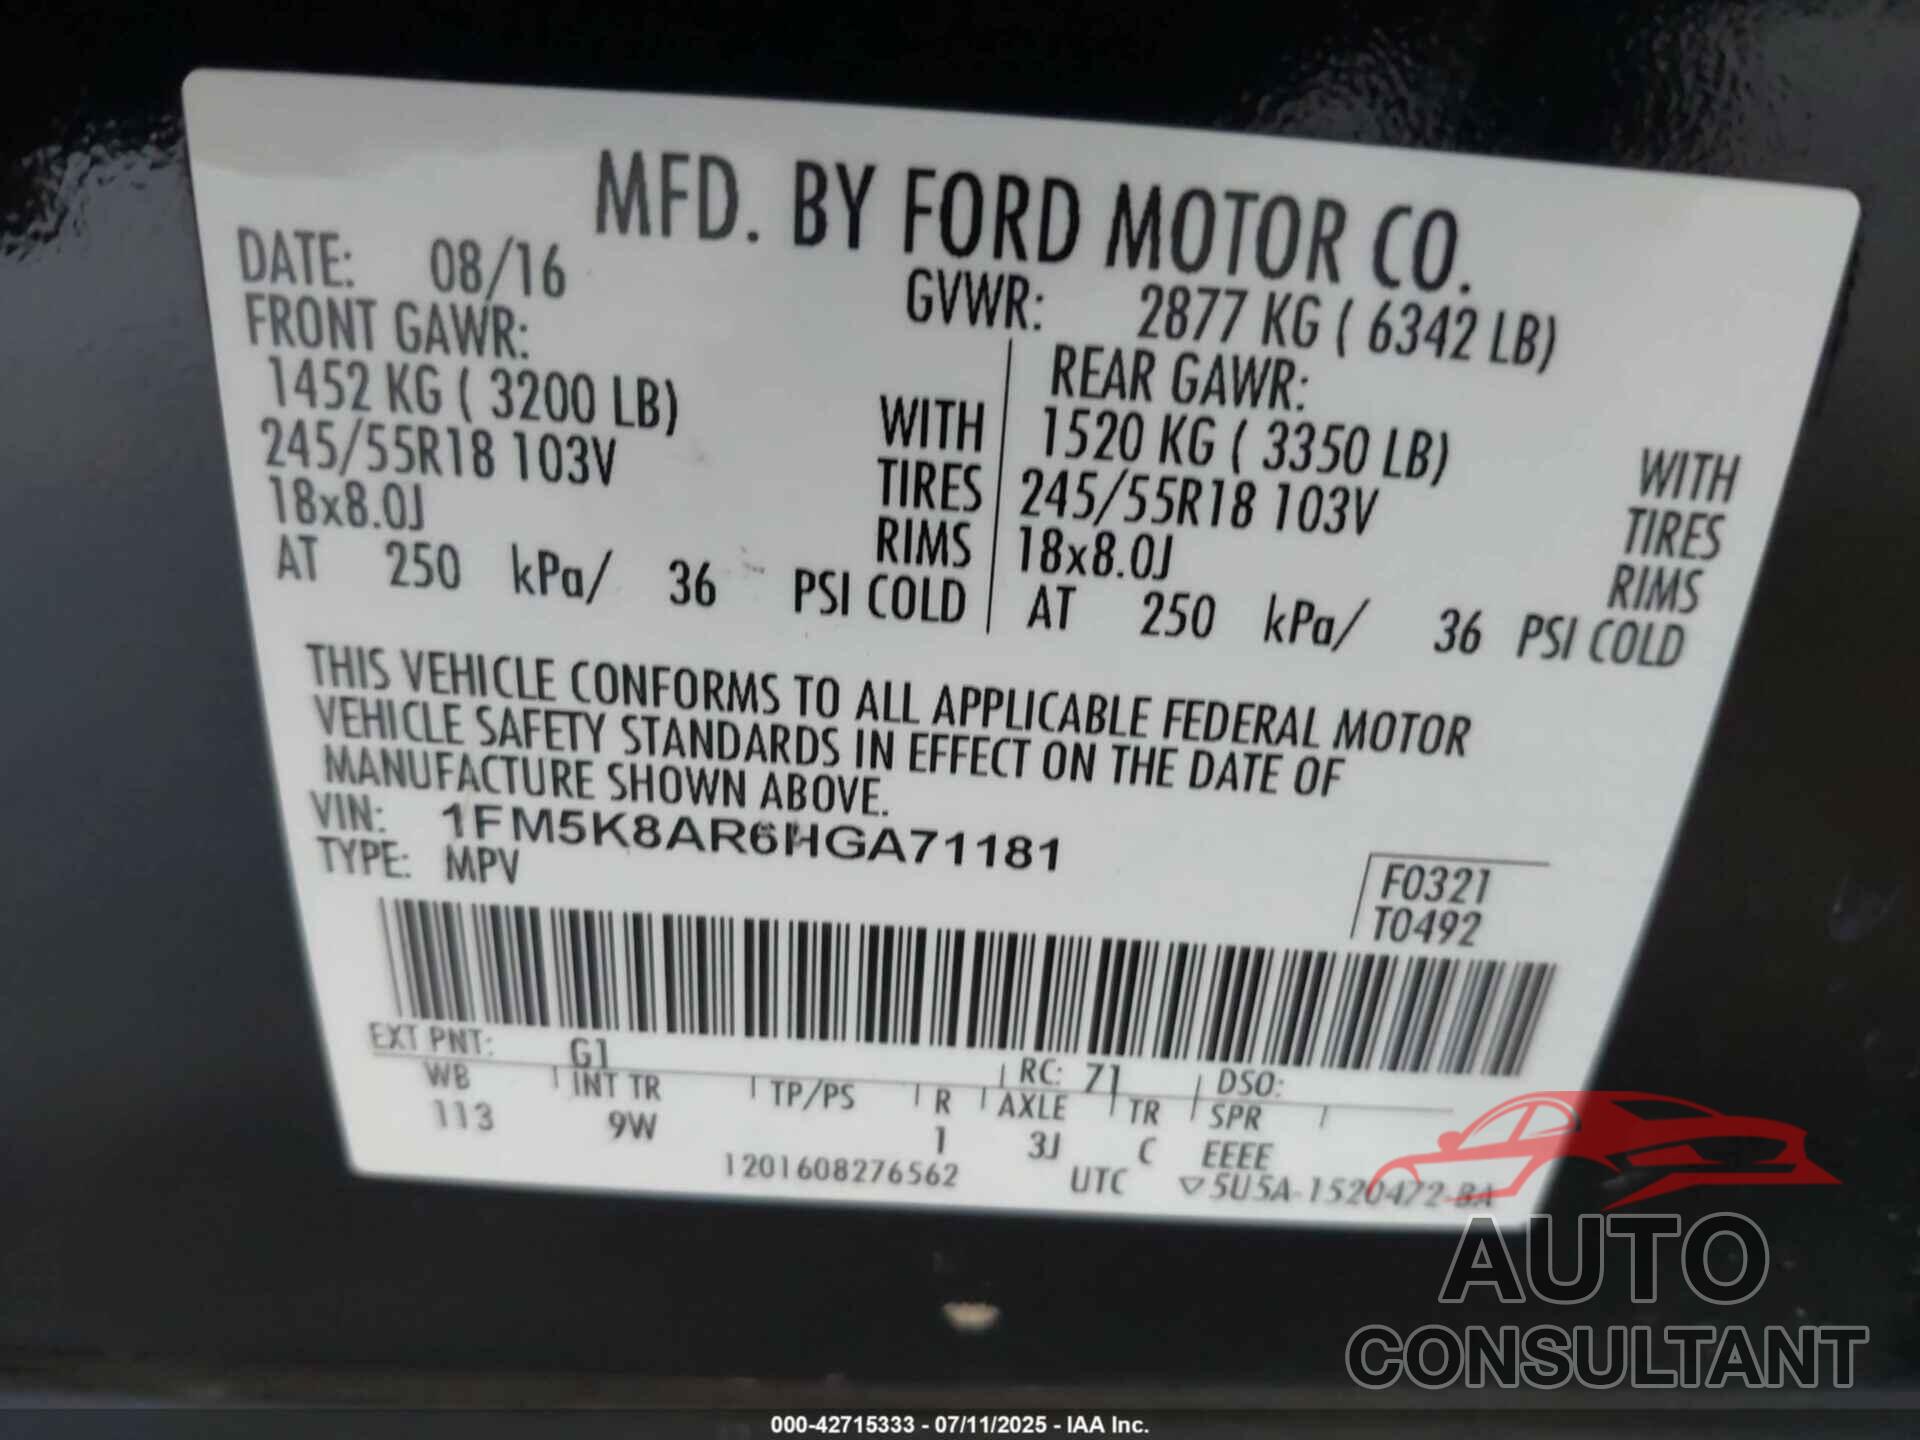 MFD. BY FORD MOTOR CO.
DATE: 08/16 GVWR: 2877 KG ( 6342 LB)
FRONT GAWR: REAR GAWR:
1452 KG ( 3200 LB) WITH 1520 KG ( 3350 LB) WITH
245/55R18 103V TIRES 245/55R18 103V TIRES
18x8.0J RIMS 18x8.0J RIMS
AT 250 kPa/ 36 PSI COLD AT 250 kPa/ 36 PSI COLD
THIS VEHICLE CONFORMS TO ALL APPLICABLE FEDERAL MOTOR
VEHICLE SAFETY STANDARDS IN EFFECT ON THE DATE OF
MANUFACTURE SHOWN ABOVE.
VIN: 1FM5K8AR6HGA71181
TYPE: MPV
F0321
T0492
EXT PNT: G1 RC: 71 DSO:
WB INT TR TP/PS R AXLE TR SPR
113 9W 1 3J C EEEE
1201608276562 UTC ▽5U5A-1520472-BA
AUTO
CONSULTANT
000-42715333 - 07/11/2025 - IAA Inc.